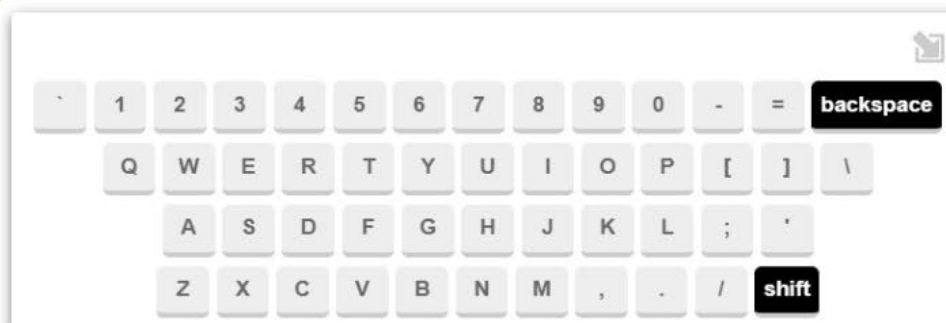 ` 1 2 3 4 5 6 7 8 9 0 - = backspace
Q W E R T Y U I O P [ ] \
A S D F G H J K L ; '
Z X C V B N M , . / shift